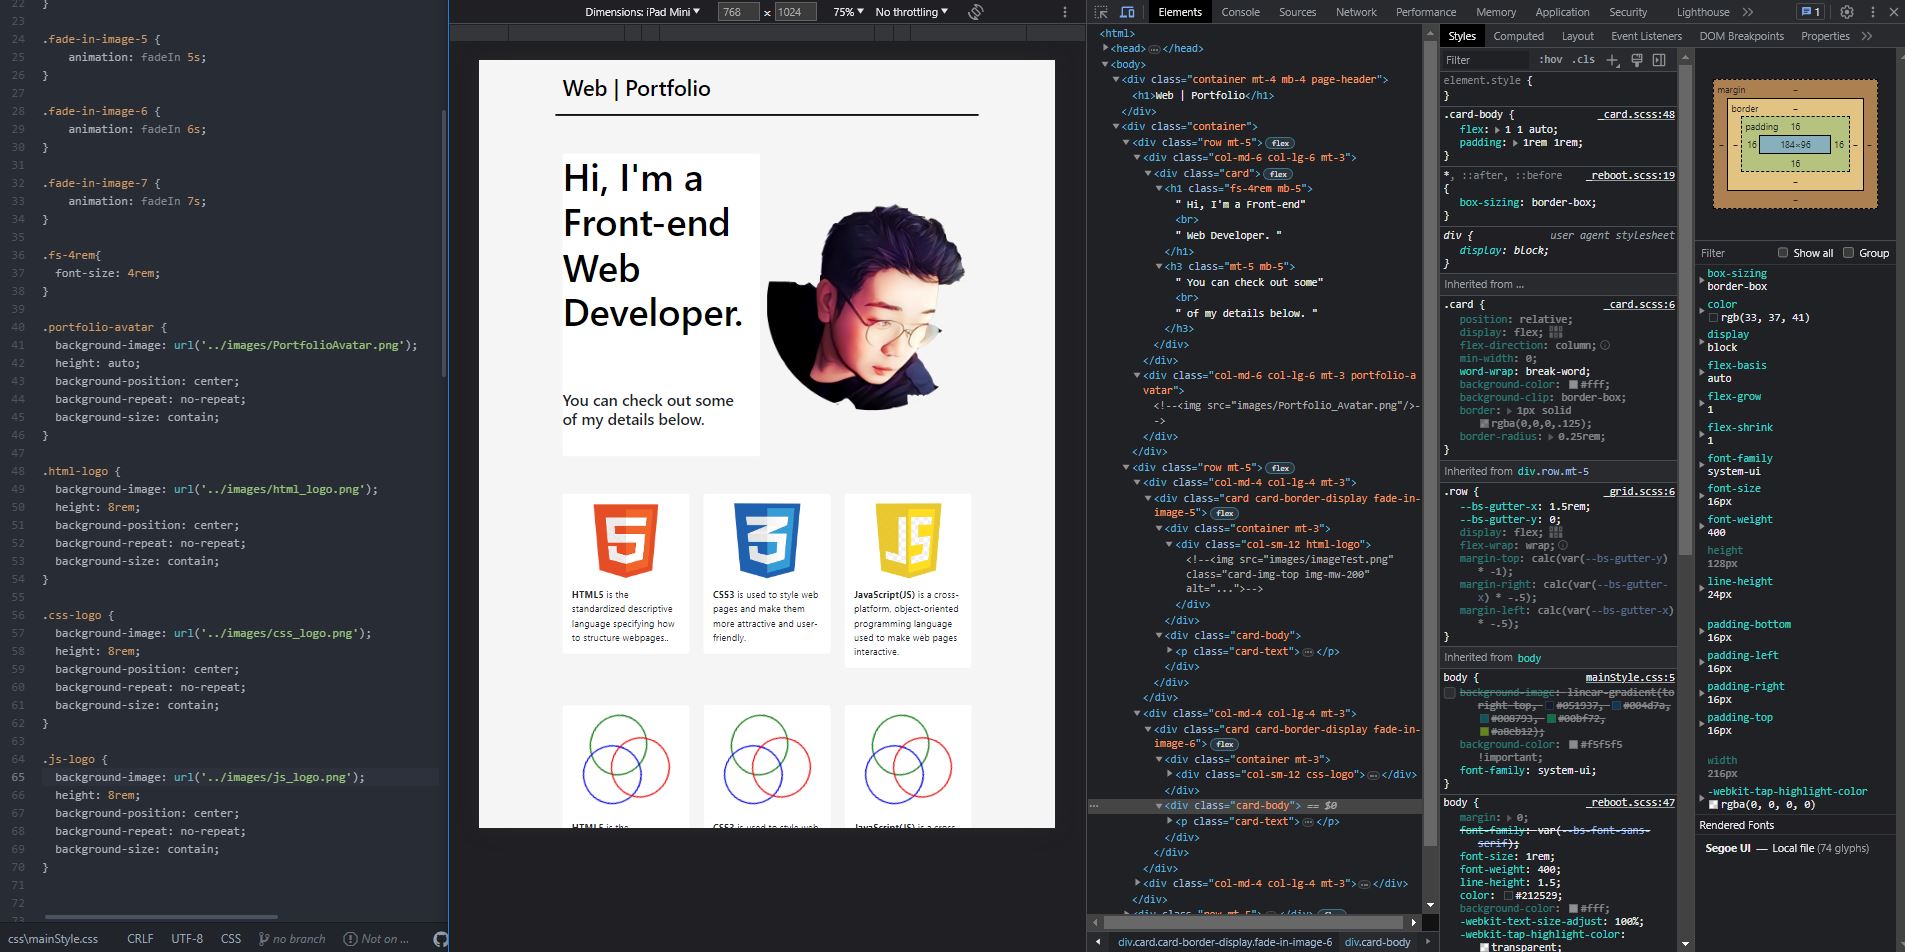 22 }
23
24 .fade-in-image-5 {
25 animation: fadeIn 5s;
26 }
27
28 .fade-in-image-6 {
29 animation: fadeIn 6s;
30 }
31
32 .fade-in-image-7 {
33 animation: fadeIn 7s;
34 }
35
36 .fs-4rem{
37 font-size: 4rem;
38 }
39
40 .portfolio-avatar {
41 background-image: url('../images/PortfolioAvatar.png');
42 height: auto;
43 background-position: center;
44 background-repeat: no-repeat;
45 background-size: contain;
46 }
47
48 .html-logo {
49 background-image: url('../images/html_logo.png');
50 height: 8rem;
51 background-position: center;
52 background-repeat: no-repeat;
53 background-size: contain;
54 }
55
56 .css-logo {
57 background-image: url('../images/css_logo.png');
58 height: 8rem;
59 background-position: center;
60 background-repeat: no-repeat;
61 background-size: contain;
62 }
63
64 .js-logo {
65 background-image: url('../images/js_logo.png');
66 height: 8rem;
67 background-position: center;
68 background-repeat: no-repeat;
69 background-size: contain;
70 }
71
72
73
css\mainStyle.css CRLF UTF-8 CSS no branch Not on ...
Dimensions: iPad Mini ▼ 768 x 1024 75% ▼ No throttling ▼
Web | Portfolio
Hi, I'm a
Front-end
Web
Developer.
You can check out some
of my details below.
5
HTML5 is the
standardized descriptive
language specifying how
to structure webpages..
3
CSS3 is used to style web
pages and make them
more attractive and user-
friendly.
JS
JavaScript(JS) is a cross-
platform, object-oriented
programming language
used to make web pages
interactive.
HTML5 is the
CSS3 is used to style web
JavaScript(JS) is a cross-
Elements Console Sources Network Performance Memory Application Security Lighthouse 1
<html>
<head>…</head>
<body>
<div class="container mt-4 mb-4 page-header">
<h1>Web | Portfolio</h1>
</div>
<div class="container">
<div class="row mt-5"> flex
<div class="col-md-6 col-lg-6 mt-3">
<div class="card"> flex
<h1 class="fs-4rem mb-5">
" Hi, I'm a Front-end"
<br>
" Web Developer. "
</h1>
<h3 class="mt-5 mb-5">
" You can check out some"
<br>
" of my details below. "
</h3>
</div>
</div>
<div class="col-md-6 col-lg-6 mt-3 portfolio-a
vatar">
<!--<img src="images/Portfolio_Avatar.png"/>-
->
</div>
</div>
<div class="row mt-5"> flex
<div class="col-md-4 col-lg-4 mt-3">
<div class="card card-border-display fade-in-
image-5"> flex
<div class="container mt-3">
<div class="col-sm-12 html-logo">
<!--<img src="images/imageTest.png"
class="card-img-top img-mw-200"
alt="...">-->
</div>
</div>
<div class="card-body">
<p class="card-text">…</p>
</div>
</div>
</div>
<div class="col-md-4 col-lg-4 mt-3">
<div class="card card-border-display fade-in-
image-6"> flex
<div class="container mt-3">
<div class="col-sm-12 css-logo">…</div>
</div>
… <div class="card-body"> == $0
<p class="card-text">…</p>
</div>
</div>
</div>
<div class="col-md-4 col-lg-4 mt-3">…</div>
</div>
<div class="row mt-5">…</div> flex
div.card.card-border-display.fade-in-image-6 div.card-body
Styles Computed Layout Event Listeners DOM Breakpoints Properties
Filter :hov .cls
element.style {
}
.card-body { _card.scss:48
flex: 1 1 auto;
padding: 1rem 1rem;
}
*, ::after, ::before _reboot.scss:19
{
box-sizing: border-box;
}
div { user agent stylesheet
display: block;
}
Inherited from ...
.card { _card.scss:6
position: relative;
display: flex;
flex-direction: column;
min-width: 0;
word-wrap: break-word;
background-color: #fff;
background-clip: border-box;
border: 1px solid
rgba(0,0,0,.125);
border-radius: 0.25rem;
}
Inherited from div.row.mt-5
.row { _grid.scss:6
--bs-gutter-x: 1.5rem;
--bs-gutter-y: 0;
display: flex;
flex-wrap: wrap;
margin-top: calc(var(--bs-gutter-y)
* -1);
margin-right: calc(var(--bs-gutter-
x) * -.5);
margin-left: calc(var(--bs-gutter-x)
* -.5);
}
Inherited from body
body { mainStyle.css:5
background-image: linear-gradient(to
right top, #051937, #004d7a,
#008793, #00bf72,
#a8eb12);
background-color: #f5f5f5
!important;
font-family: system-ui;
}
body { _reboot.scss:47
margin: 0;
font-family: var(--bs-font-sans-
serif);
font-size: 1rem;
font-weight: 400;
line-height: 1.5;
color: #212529;
background-color: #fff;
-webkit-text-size-adjust: 100%;
-webkit-tap-highlight-color:
transparent;
margin –
border –
padding 16
– – 16 184×96 16 – –
16
–
–
Filter Show all Group
box-sizing
border-box
color
rgb(33, 37, 41)
display
block
flex-basis
auto
flex-grow
1
flex-shrink
1
font-family
system-ui
font-size
16px
font-weight
400
height
128px
line-height
24px
padding-bottom
16px
padding-left
16px
padding-right
16px
padding-top
16px
width
216px
-webkit-tap-highlight-color
rgba(0, 0, 0, 0)
Rendered Fonts
Segoe UI — Local file (74 glyphs)